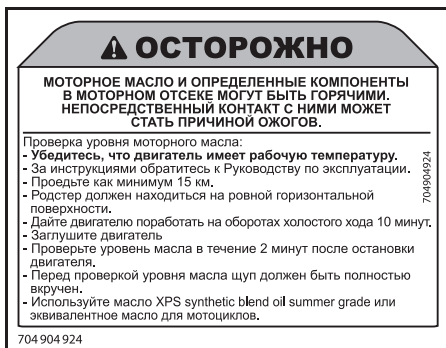 ОСТОРОЖНО
МОТОРНОЕ МАСЛО И ОПРЕДЕЛЕННЫЕ КОМПОНЕНТЫ
В МОТОРНОМ ОТСЕКЕ МОГУТ БЫТЬ ГОРЯЧИМИ.
НЕПОСРЕДСТВЕННЫЙ КОНТАКТ С НИМИ МОЖЕТ
СТАТЬ ПРИЧИНОЙ ОЖОГОВ.
Проверка уровня моторного масла:
- Убедитесь, что двигатель имеет рабочую температуру.
- За инструкциями обратитесь к Руководству по эксплуатации.
- Проедьте как минимум 15 км.
- Родстер должен находиться на ровной горизонтальной
поверхности.
- Дайте двигателю поработать на оборотах холостого хода 10 минут.
- Заглушите двигатель
- Проверьте уровень масла в течение 2 минут после остановки
двигателя.
- Перед проверкой уровня масла щуп должен быть полностью
вкручен.
- Используйте масло XPS synthetic blend oil summer grade или
эквивалентное масло для мотоциклов.
704904924
704 904 924